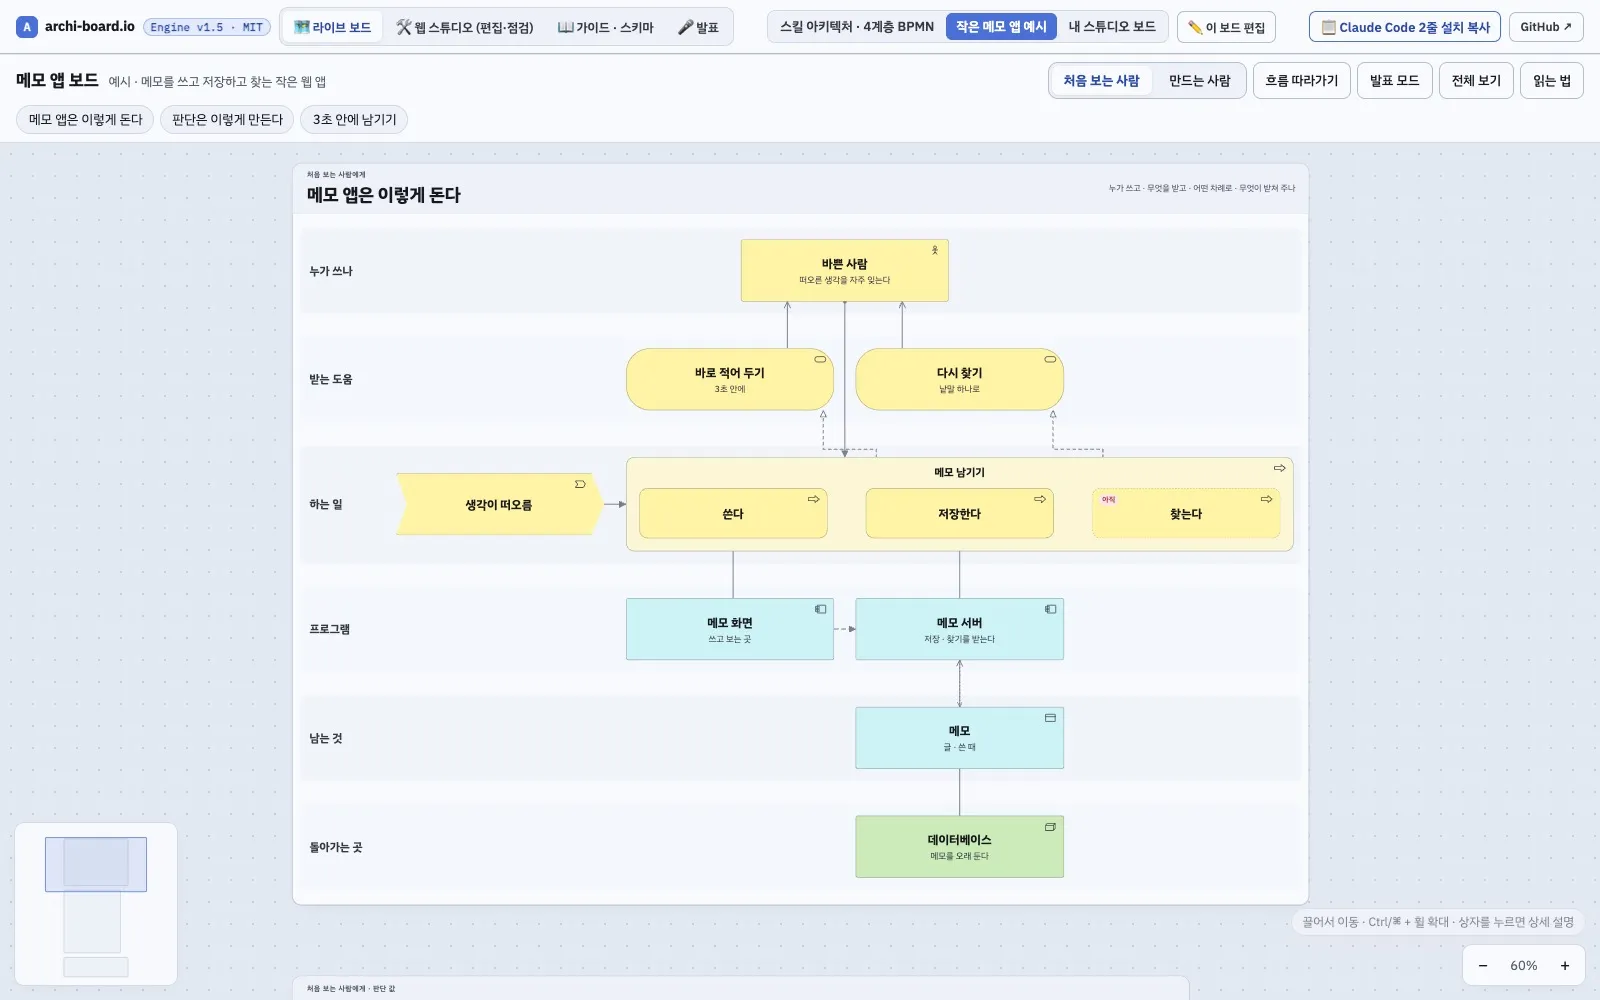 A archi-board.io Engine v1.5 · MIT 🗺️ 라이브 보드 🛠️ 웹 스튜디오 (편집·점검) 📖 가이드 · 스키마 🎤 발표 스킬 아키텍처 · 4계층 BPMN 작은 메모 앱 예시 내 스튜디오 보드 ✏️ 이 보드 편집 📋 Claude Code 2줄 설치 복사 GitHub ↗
메모 앱 보드 예시 · 메모를 쓰고 저장하고 찾는 작은 웹 앱 처음 보는 사람 만드는 사람 흐름 따라가기 발표 모드 전체 보기 읽는 법
메모 앱은 이렇게 돈다 판단은 이렇게 만든다 3초 안에 남기기
처음 보는 사람에게
메모 앱은 이렇게 돈다 누가 쓰고 · 무엇을 받고 · 어떤 차례로 · 무엇이 받쳐 주나
누가 쓰나
바쁜 사람
떠오른 생각을 자주 잊는다
받는 도움
바로 적어 두기
3초 안에
다시 찾기
낱말 하나로
하는 일
생각이 떠오름
메모 남기기
쓴다
저장한다
아직
찾는다
프로그램
메모 화면
쓰고 보는 곳
메모 서버
저장 · 찾기를 받는다
남는 것
메모
글 · 쓴 때
돌아가는 곳
데이터베이스
메모를 오래 둔다
끌어서 이동 · Ctrl/⌘ + 휠 확대 · 상자를 누르면 상세 설명
− 60% +
처음 보는 사람에게 · 판단 값